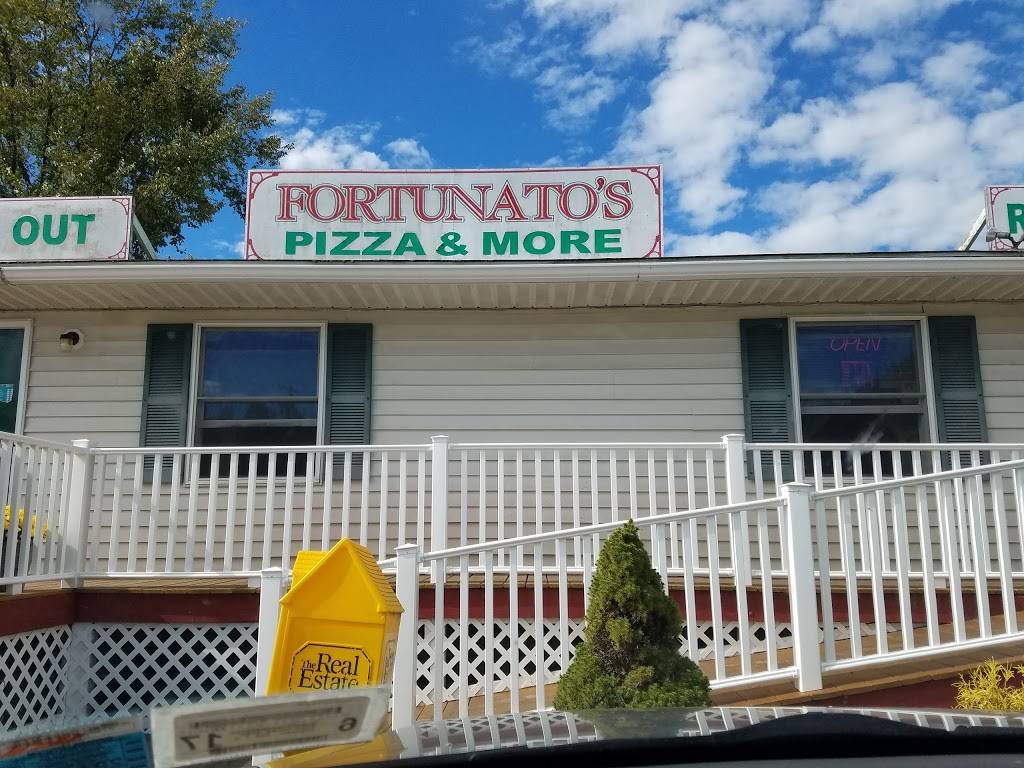 OUT
FORTUNATO'S
PIZZA & MORE
R
OPEN
the Real
Estate